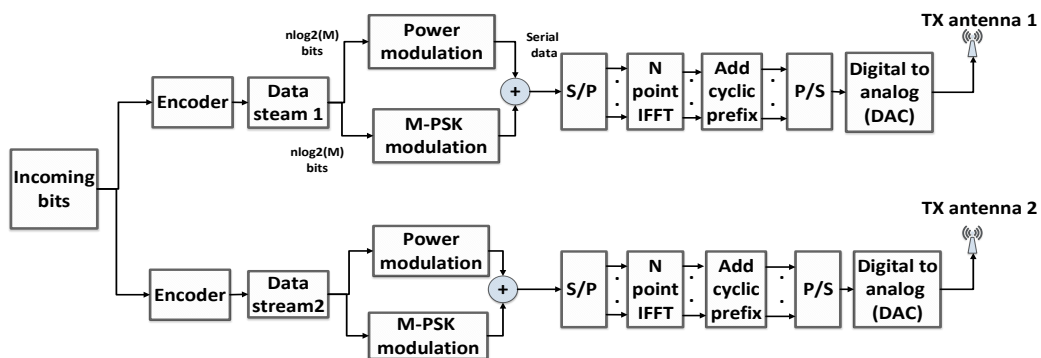 nlog2(M)
bits
Power
modulation
Serial
data
TX antenna 1
Encoder
Data
steam 1
+
S/P
N
point
IFFT
Add
cyclic
prefix
P/S
Digital to
analog
(DAC)
M-PSK
modulation
nlog2(M)
bits
Incoming
bits
TX antenna 2
Power
modulation
Encoder
Data
stream2
+
S/P
N
point
IFFT
Add
cyclic
prefix
P/S
Digital to
analog
(DAC)
M-PSK
modulation